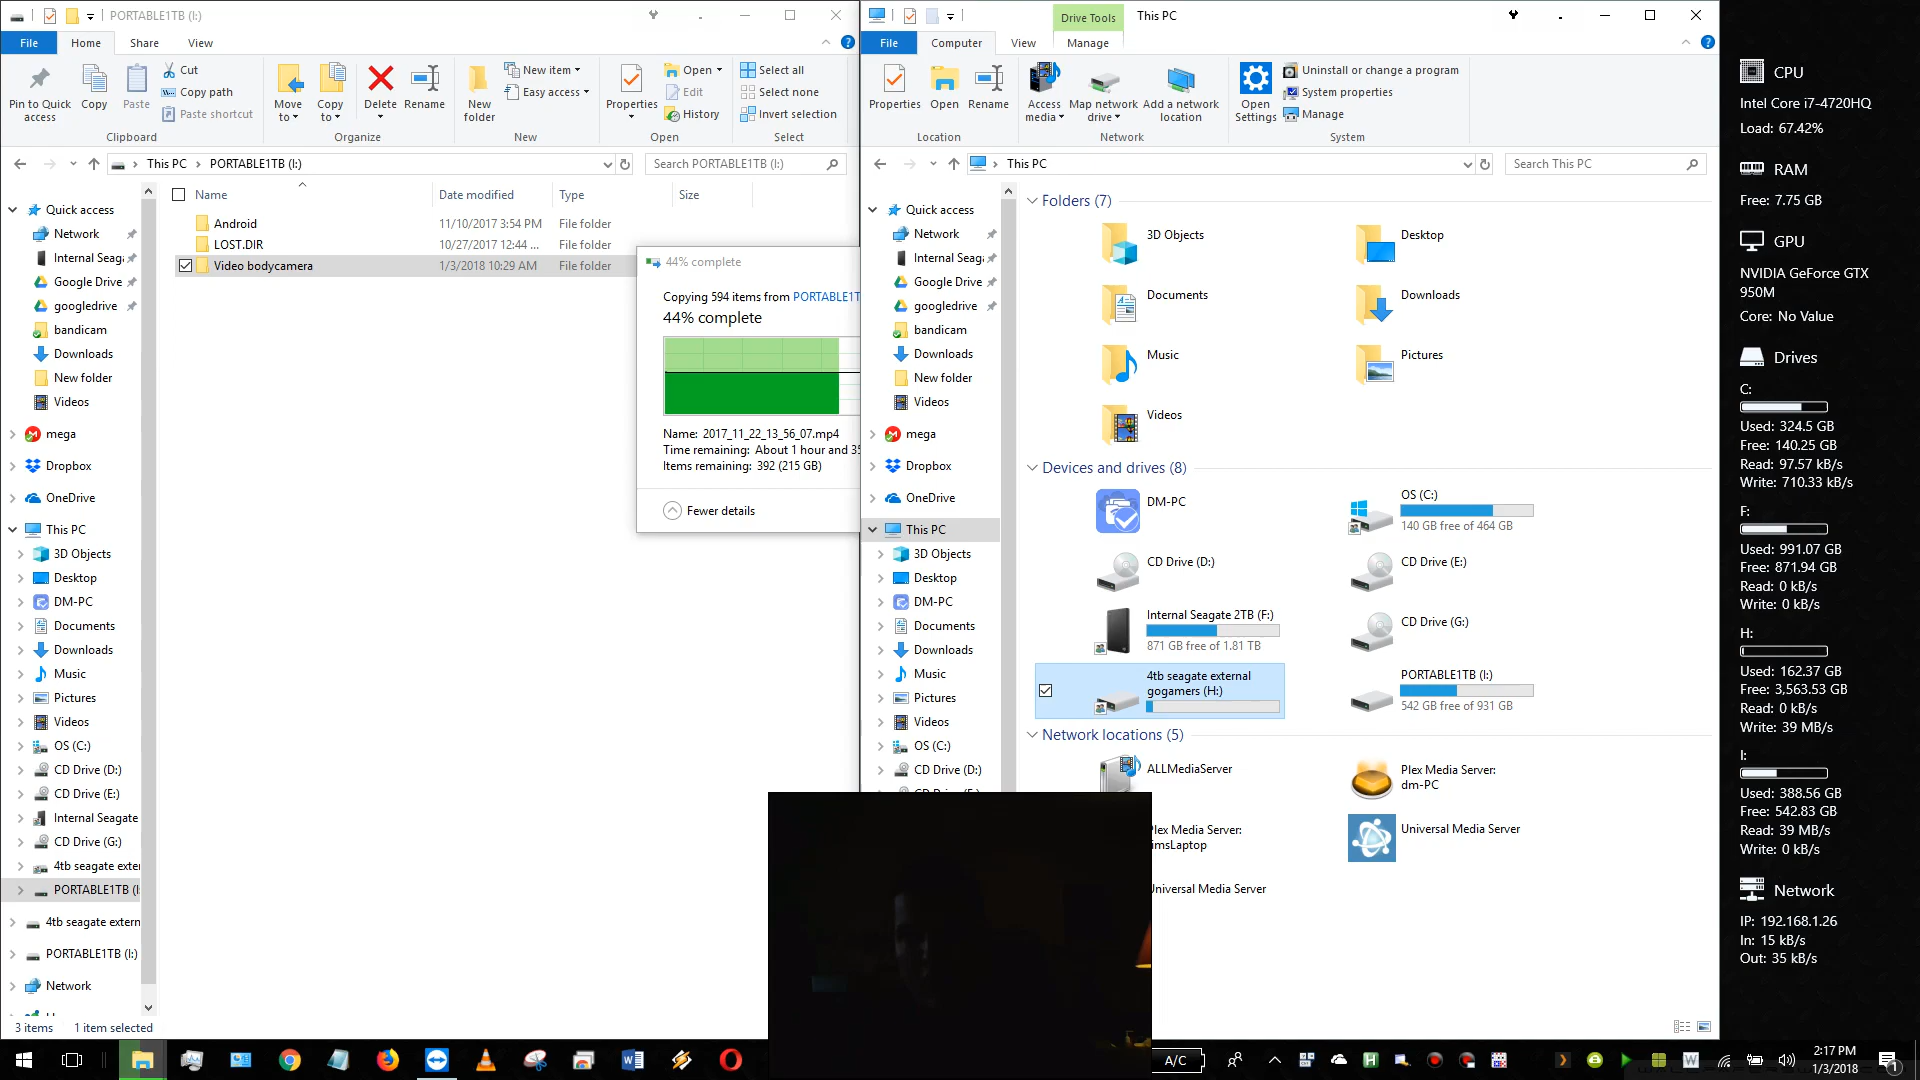 PORTABLE1TB (I:)
File
Home
Share
View
Pin to Quick access
Copy
Paste
Cut
Copy path
Paste shortcut
Clipboard
Move to
Copy to
Delete
Rename
Organize
New folder
New item
Easy access
New
Properties
Open
Edit
History
Open
Select all
Select none
Invert selection
Select
This PC
PORTABLE1TB (I:)
Search PORTABLE1TB (I:)
Quick access
Network
Internal Seag
Google Drive
googledrive
bandicam
Downloads
New folder
Videos
mega
Dropbox
OneDrive
This PC
3D Objects
Desktop
DM-PC
Documents
Downloads
Music
Pictures
Videos
OS (C:)
CD Drive (D:)
CD Drive (E:)
Internal Seagate
CD Drive (G:)
4tb seagate exte
PORTABLE1TB (I:
4tb seagate extern
PORTABLE1TB (I:)
Network
Name
Date modified
Type
Size
Android
11/10/2017 3:54 PM
File folder
LOST.DIR
10/27/2017 12:44 ...
File folder
Video bodycamera
1/3/2018 10:29 AM
File folder
44% complete
Copying 594 items from PORTABLE1T
44% complete
Name: 2017_11_22_13_56_07.mp4
Time remaining: About 1 hour and 35
Items remaining: 392 (215 GB)
Fewer details
3 items
1 item selected
Drive Tools
This PC
File
Computer
View
Manage
Properties
Open
Rename
Location
Access media
Map network drive
Add a network location
Network
Open Settings
Uninstall or change a program
System properties
Manage
System
This PC
Search This PC
Quick access
Network
Internal Seag
Google Drive
googledrive
bandicam
Downloads
New folder
Videos
mega
Dropbox
OneDrive
This PC
3D Objects
Desktop
DM-PC
Documents
Downloads
Music
Pictures
Videos
OS (C:)
CD Drive (D:)
Folders (7)
3D Objects
Desktop
Documents
Downloads
Music
Pictures
Videos
Devices and drives (8)
DM-PC
OS (C:)
140 GB free of 464 GB
CD Drive (D:)
CD Drive (E:)
Internal Seagate 2TB (F:)
871 GB free of 1.81 TB
CD Drive (G:)
4tb seagate external
gogamers (H:)
PORTABLE1TB (I:)
542 GB free of 931 GB
Network locations (5)
ALLMediaServer
Plex Media Server:
dm-PC
Plex Media Server:
imsLaptop
Universal Media Server
Universal Media Server
CPU
Intel Core i7-4720HQ
Load: 67.42%
RAM
Free: 7.75 GB
GPU
NVIDIA GeForce GTX
950M
Core: No Value
Drives
C:
Used: 324.5 GB
Free: 140.25 GB
Read: 97.57 kB/s
Write: 710.33 kB/s
F:
Used: 991.07 GB
Free: 871.94 GB
Read: 0 kB/s
Write: 0 kB/s
H:
Used: 162.37 GB
Free: 3,563.53 GB
Read: 0 kB/s
Write: 39 MB/s
I:
Used: 388.56 GB
Free: 542.83 GB
Read: 39 MB/s
Write: 0 kB/s
Network
IP: 192.168.1.26
In: 15 kB/s
Out: 35 kB/s
A/C
2:17 PM
1/3/2018
1